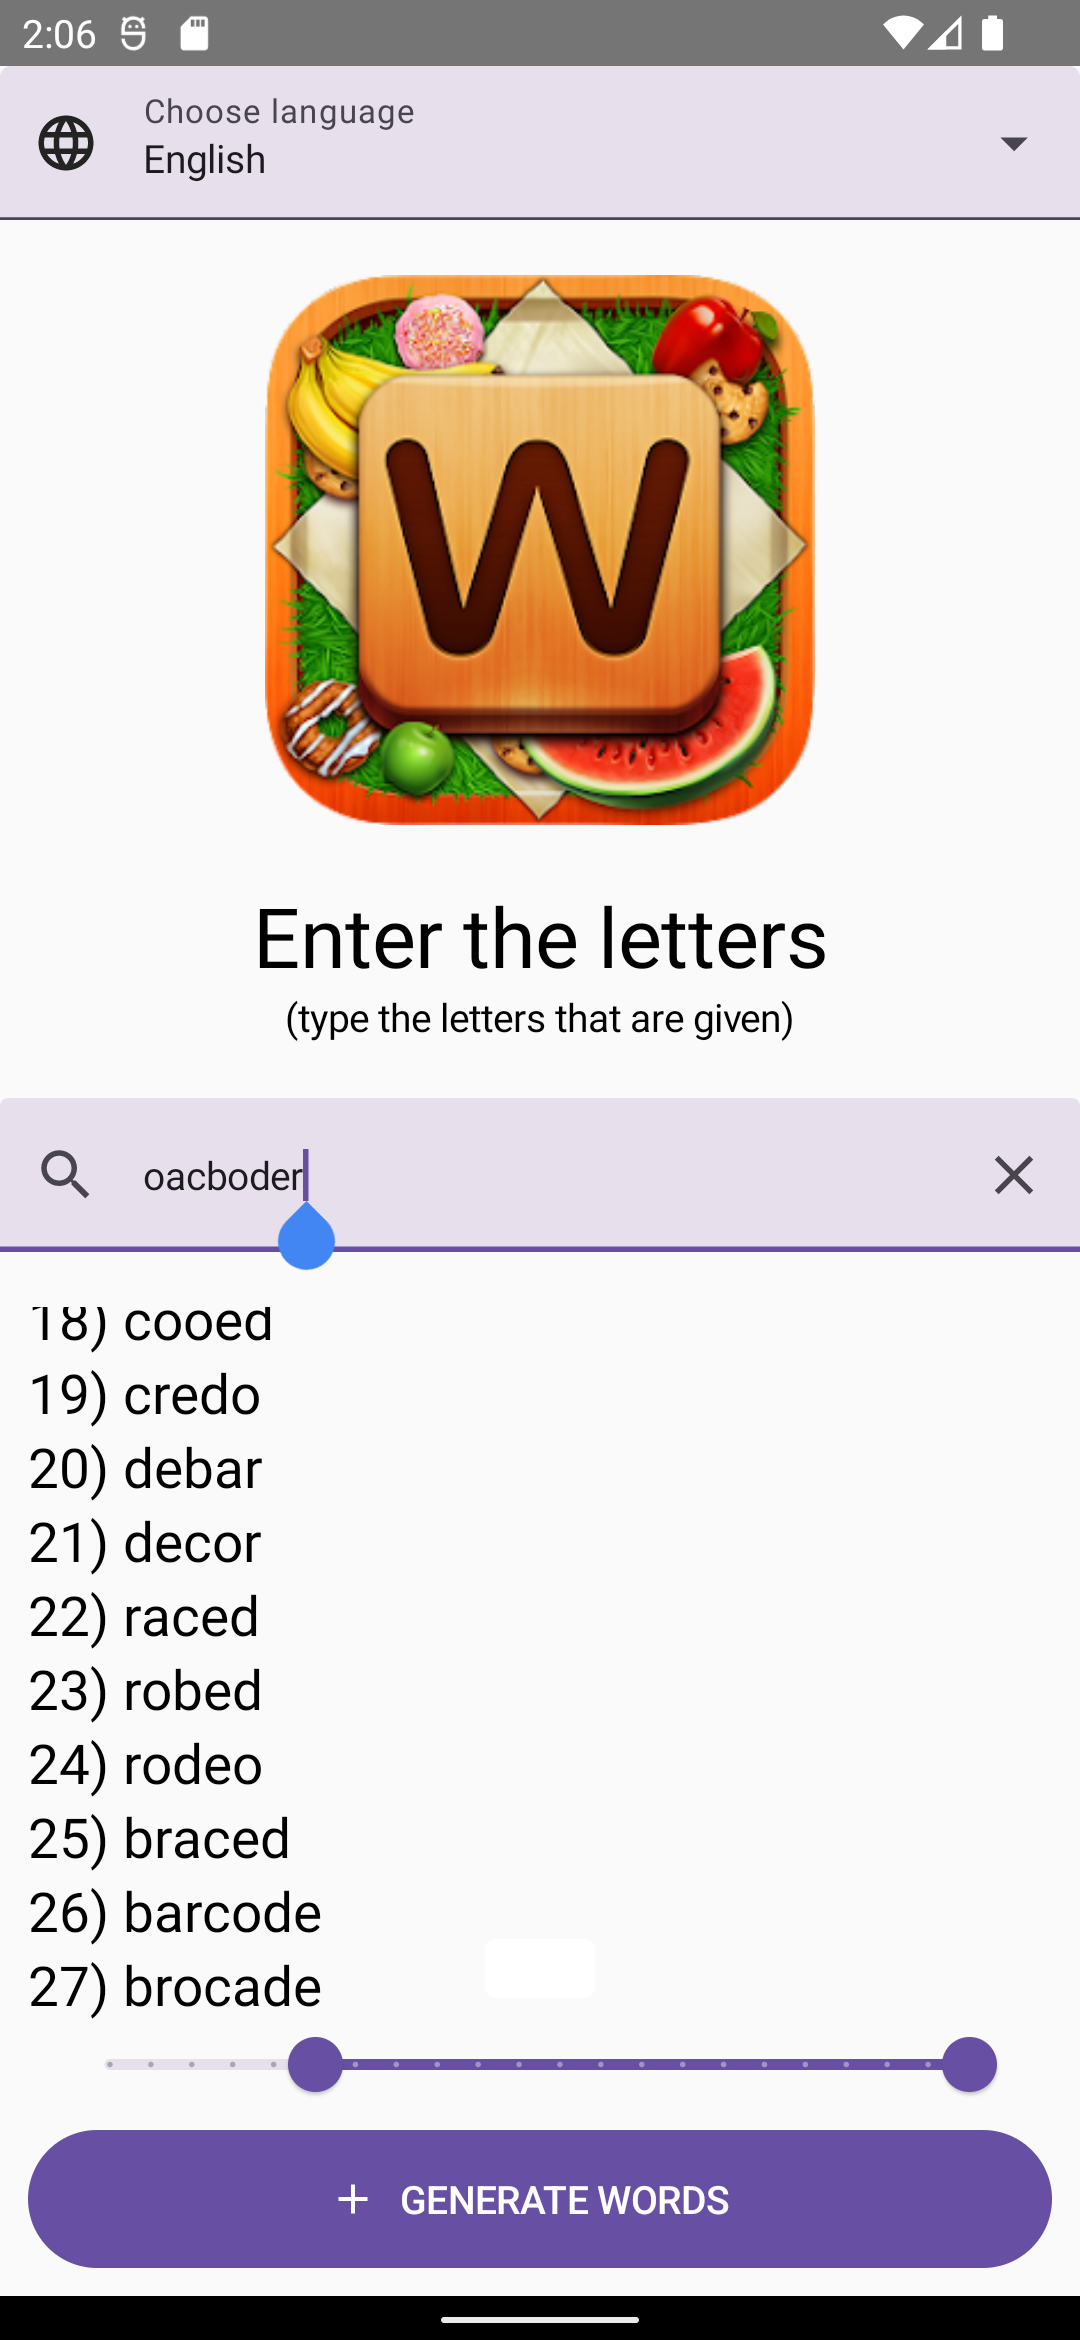 2:06
Choose language
English
W
Enter the letters
(type the letters that are given)
oacboder
18) cooed
19) credo
20) debar
21) decor
22) raced
23) robed
24) rodeo
25) braced
26) barcode
27) brocade
+ GENERATE WORDS